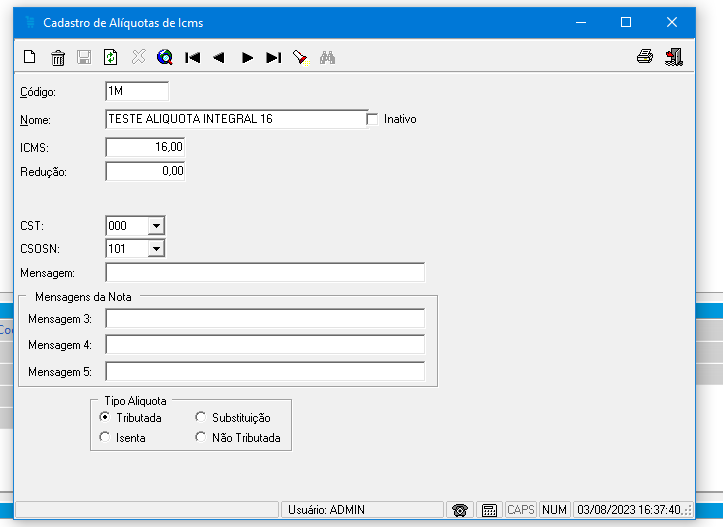 Cadastro de Alíquotas de Icms
Código: 1M
Nome: TESTE ALIQUOTA INTEGRAL 16 Inativo
ICMS: 16,00
Redução: 0,00
CST: 000
CSOSN: 101
Mensagem:
Mensagens da Nota
Mensagem 3:
Mensagem 4:
Mensagem 5:
Tipo Aliquota
Tributada Substituição
Isenta Não Tributada
Usuário: ADMIN CAPS NUM 03/08/2023 16:37:40